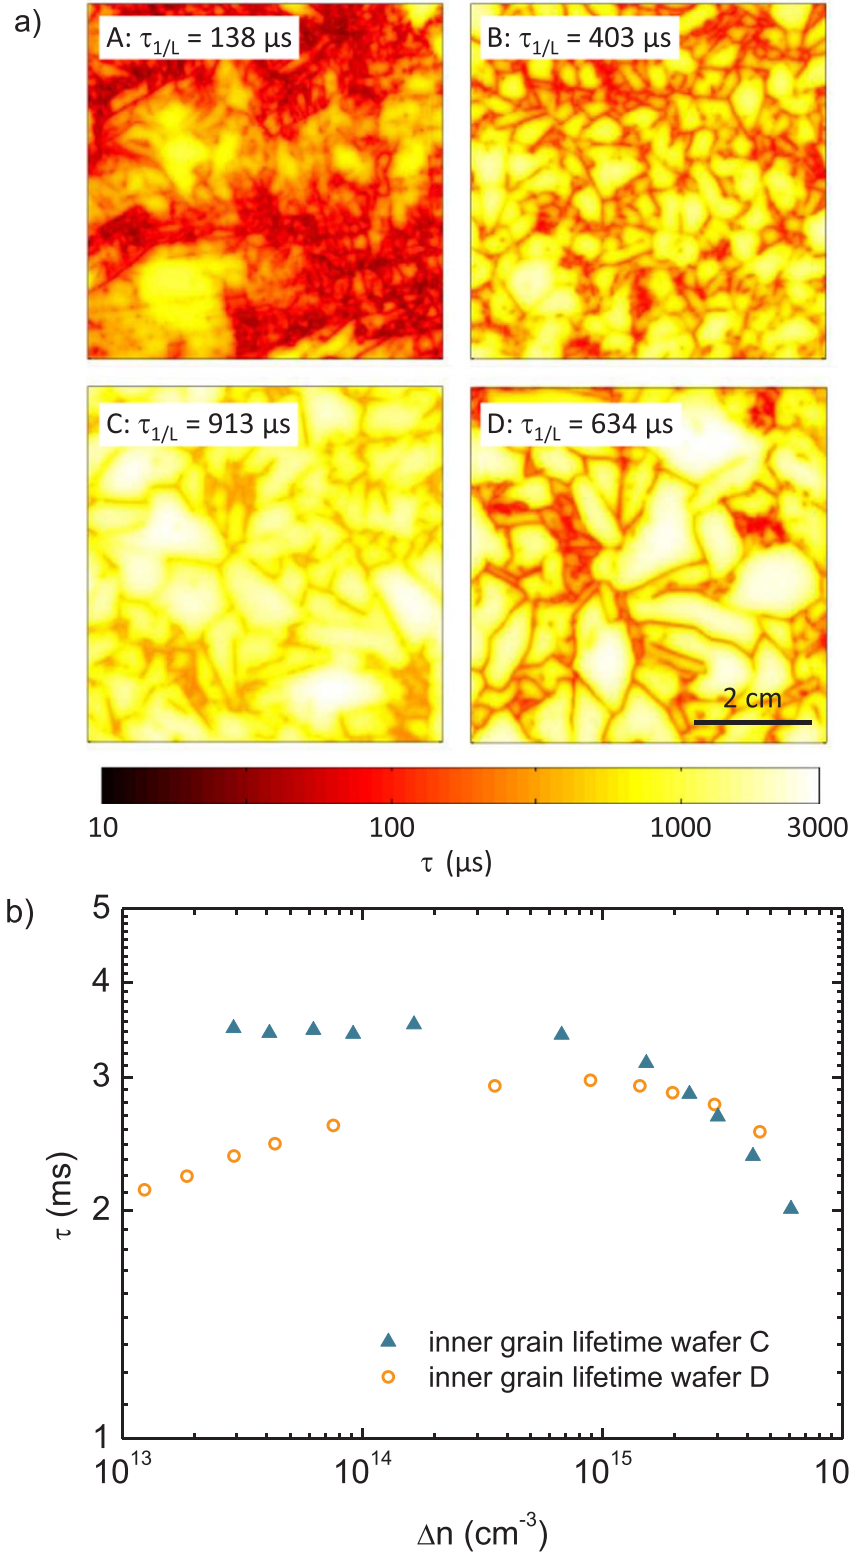 a)
A: τ1/L = 138 µs
B: τ1/L = 403 µs
C: τ1/L = 913 µs
D: τ1/L = 634 µs
2 cm
10 100 1000 3000
τ (µs)
b)
5
4
3
2
1
τ (ms)
inner grain lifetime wafer C
inner grain lifetime wafer D
10^13 10^14 10^15 10
Δn (cm^-3)